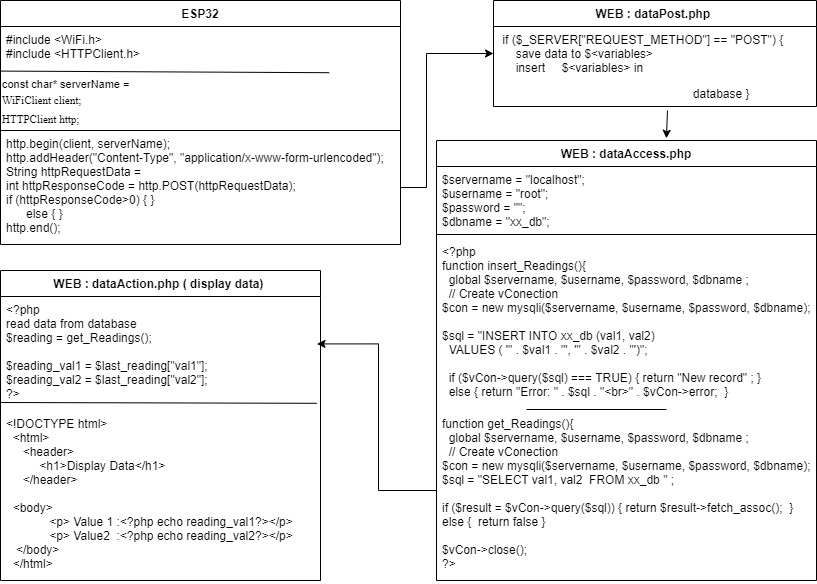 ESP32
#include <WiFi.h>
#include <HTTPClient.h>
const char* serverName =
WiFiClient client;
HTTPClient http;
http.begin(client, serverName);
http.addHeader("Content-Type", "application/x-www-form-urlencoded");
String httpRequestData =
int httpResponseCode = http.POST(httpRequestData);
if (httpResponseCode>0) { }
else { }
http.end();
WEB : dataPost.php
if ($_SERVER["REQUEST_METHOD"] == "POST") {
save data to $<variables>
insert $<variables> in
database }
WEB : dataAccess.php
$servername = "localhost";
$username = "root";
$password = "";
$dbname = "xx_db";
<?php
function insert_Readings(){
global $servername, $username, $password, $dbname ;
// Create vConection
$con = new mysqli($servername, $username, $password, $dbname);
$sql = "INSERT INTO xx_db (val1, val2)
VALUES ( '" . $val1 . "', '" . $val2 . "')";
if ($vCon->query($sql) === TRUE) { return "New record" ; }
else { return "Error: " . $sql . "<br>" . $vCon->error; }
function get_Readings(){
global $servername, $username, $password, $dbname ;
// Create vConection
$con = new mysqli($servername, $username, $password, $dbname);
$sql = "SELECT val1, val2 FROM xx_db " ;
if ($result = $vCon->query($sql)) { return $result->fetch_assoc(); }
else { return false }
$vCon->close();
?>
WEB : dataAction.php ( display data)
<?php
read data from database
$reading = get_Readings();
$reading_val1 = $last_reading["val1"];
$reading_val2 = $last_reading["val2"];
?>
<!DOCTYPE html>
<html>
<header>
<h1>Display Data</h1>
</header>
<body>
<p> Value 1 :<?php echo reading_val1?></p>
<p> Value2 :<?php echo reading_val2?></p>
</body>
</html>